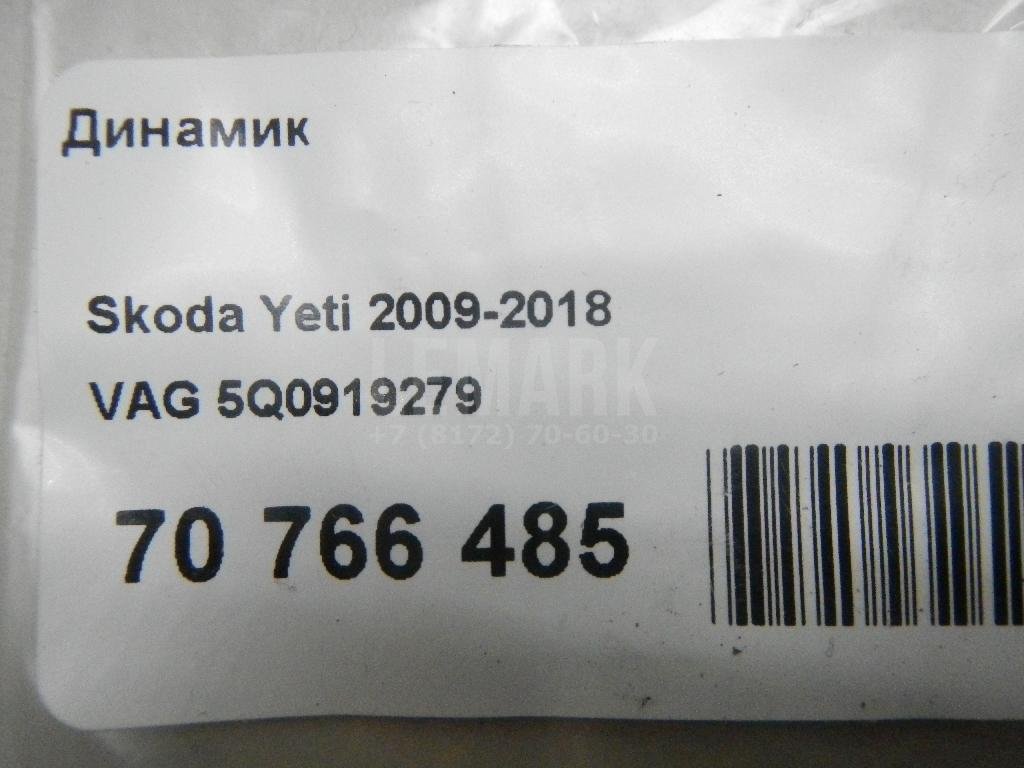 Динамик
Skoda Yeti 2009-2018
LEMARK
VAG 5Q0919279
+7 (8172) 70-60-30
70 766 485